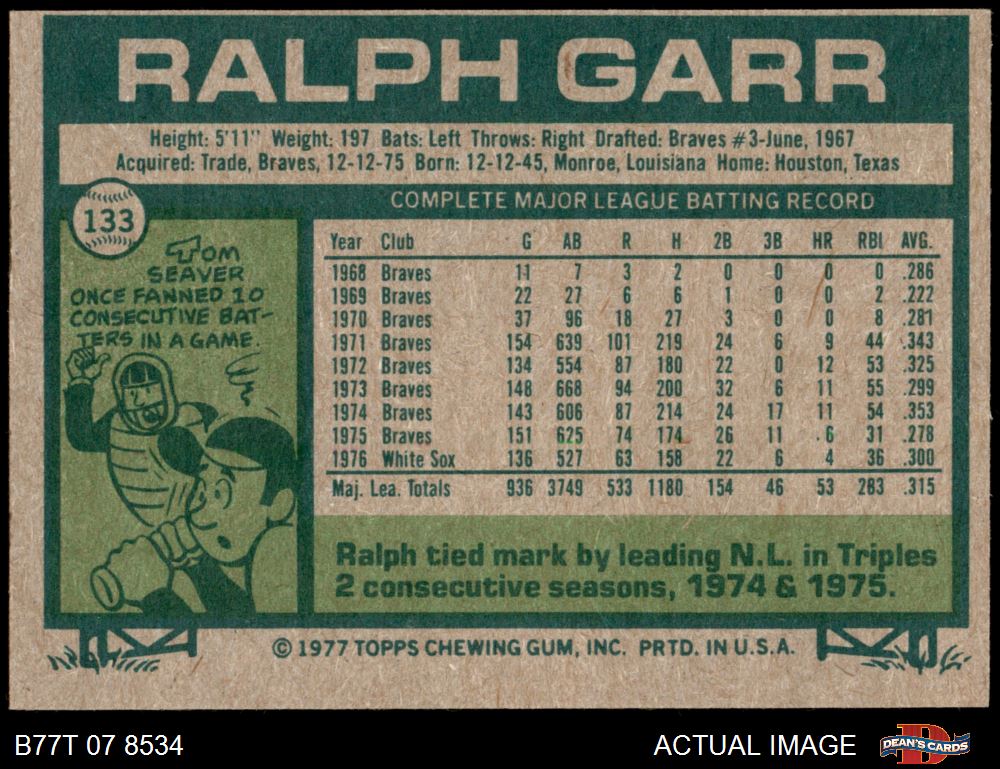 RALPH GARR
Height: 5'11" Weight: 197 Bats: Left Throws: Right Drafted: Braves #3-June, 1967
Acquired: Trade, Braves, 12-12-75 Born: 12-12-45, Monroe, Louisiana Home: Houston, Texas
133
TOM
SEAVER
ONCE FANNED 10
CONSECUTIVE BAT-
TERS IN A GAME.
COMPLETE MAJOR LEAGUE BATTING RECORD
Year Club G AB R H 2B 3B HR RBI AVG.
1968 Braves 11 7 3 2 0 0 0 0 .286
1969 Braves 22 27 6 6 1 0 0 2 .222
1970 Braves 37 96 18 27 3 0 0 8 .281
1971 Braves 154 639 101 219 24 6 9 44 .343
1972 Braves 134 554 87 180 22 0 12 53 .325
1973 Braves 148 668 94 200 32 6 11 55 .299
1974 Braves 143 606 87 214 24 17 11 54 .353
1975 Braves 151 625 74 174 26 11 6 31 .278
1976 White Sox 136 527 63 158 22 6 4 36 .300
Maj. Lea. Totals 936 3749 533 1180 154 46 53 283 .315
Ralph tied mark by leading N.L. in Triples
2 consecutive seasons, 1974 & 1975.
© 1977 TOPPS CHEWING GUM, INC. PRTD. IN U.S.A.
B77T 07 8534
ACTUAL IMAGE
DEAN'S CARDS